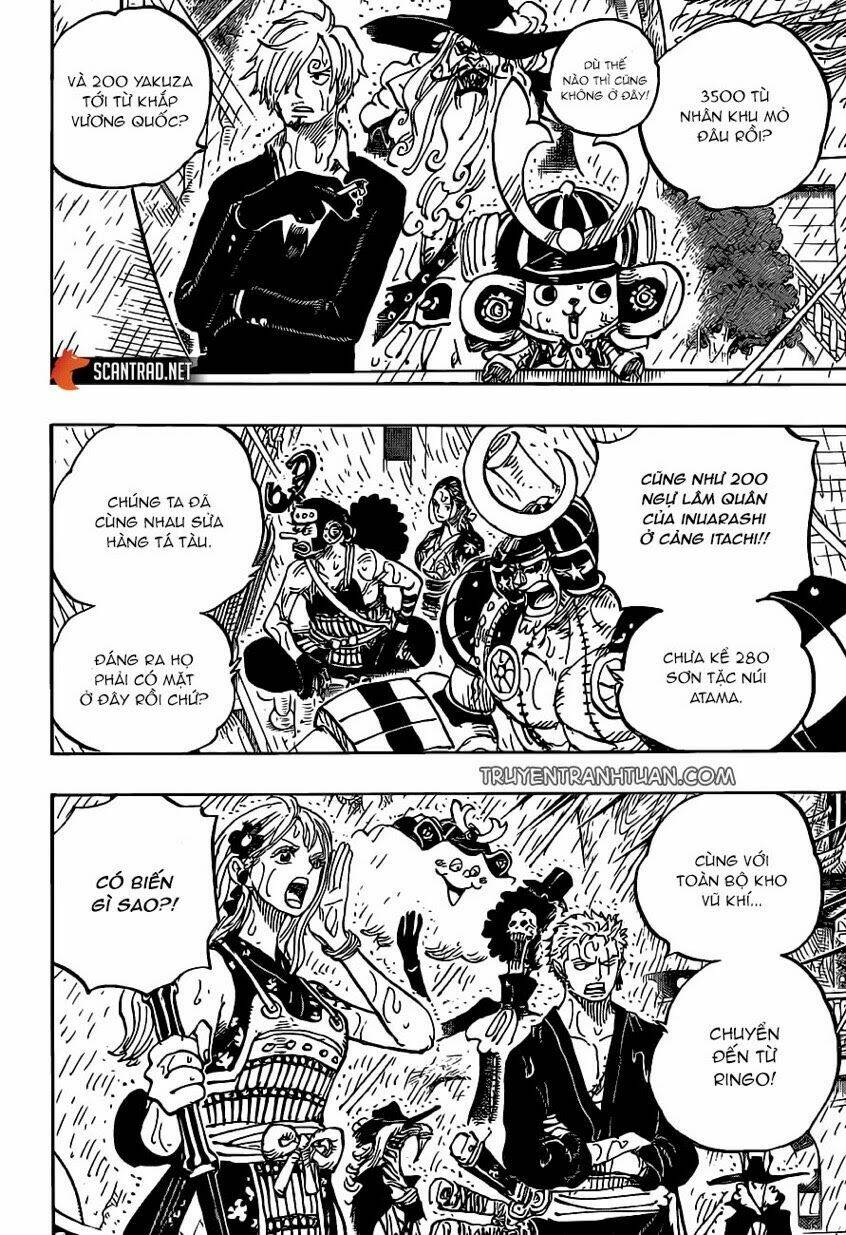 3500 TÙ
NHÂN KHU MỎ
ĐÂU RỒI?
DÙ THẾ
NÀO THÌ CŨNG
KHÔNG Ở ĐÂY!
VÀ 200 YAKUZA
TỚI TỪ KHẮP
VƯƠNG QUỐC?
SCANTRAD.NET
CŨNG NHƯ 200
NGỰ LÂM QUÂN
CỦA INUARASHI
Ở CẢNG ITACHI!!
CHƯA KỂ 280
SƠN TẶC NÚI
ATAMA.
CHÚNG TA ĐÃ
CÙNG NHAU SỬA
HÀNG TÁ TÀU.
ĐÁNG RA HỌ
PHẢI CÓ MẶT
Ở ĐÂY RỒI CHỨ?
TRUYENTRANHTUAN.COM
CÙNG VỚI
TOÀN BỘ KHO
VŨ KHÍ...
CHUYỂN
ĐẾN TỪ
RINGO!
CÓ BIẾN
GÌ SAO?!